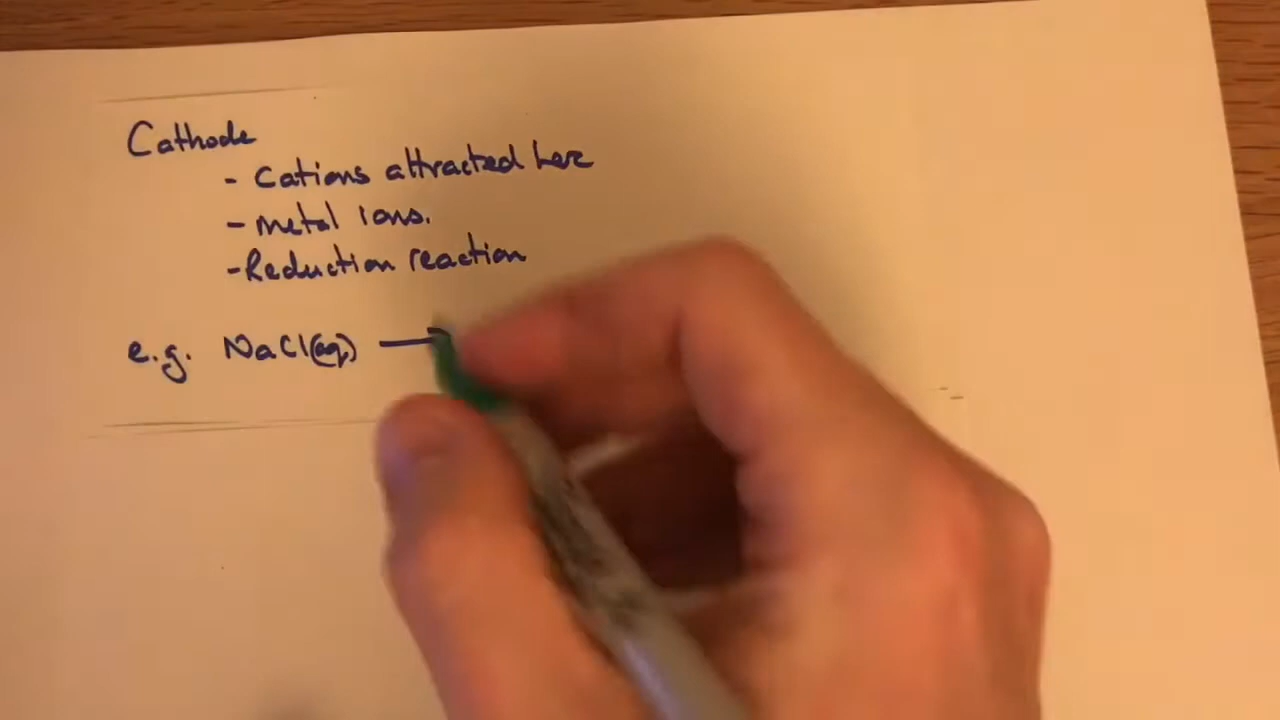 Cathode
- Cations attracted here
- Metal ions.
- Reduction reaction
e.g. NaCl(aq) →